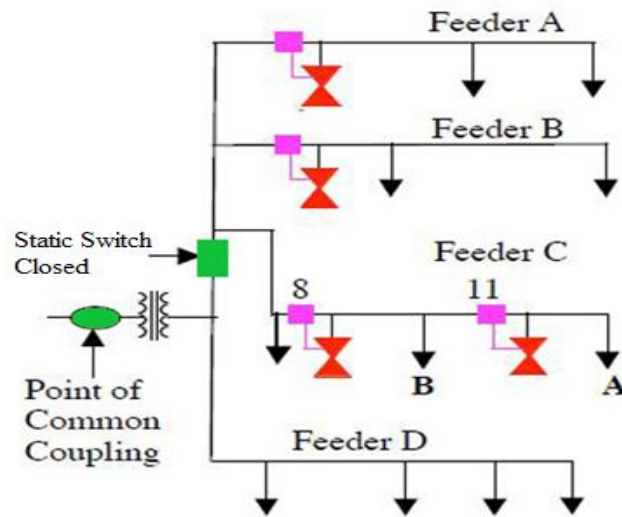 Feeder A
Feeder B
Static Switch
Closed
Feeder C
8
11
Point of
Common
Coupling
B
A
Feeder D